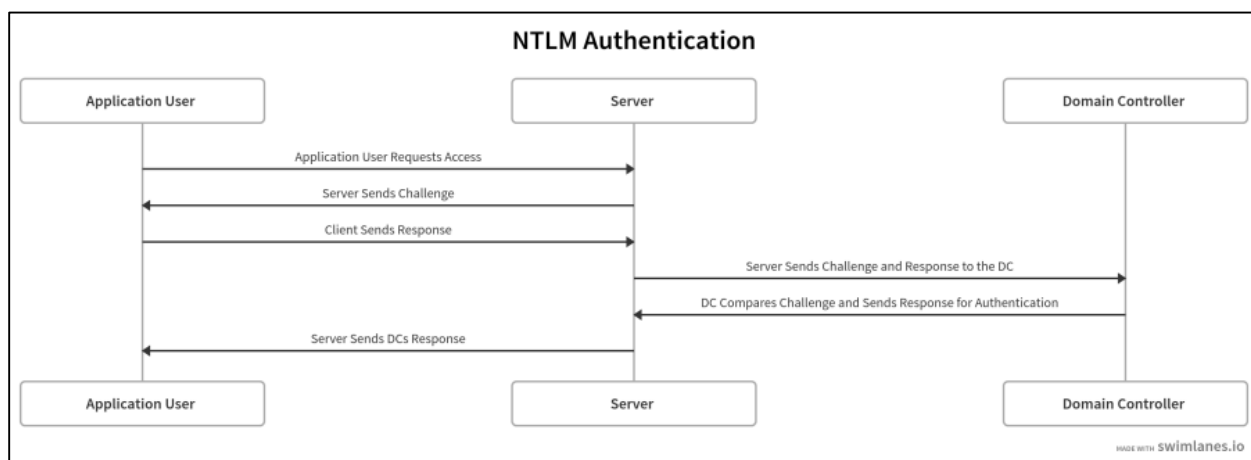 NTLM Authentication
Application User
Server
Domain Controller
Application User Requests Access
Server Sends Challenge
Client Sends Response
Server Sends Challenge and Response to the DC
DC Compares Challenge and Sends Response for Authentication
Server Sends DCs Response
Application User
Server
Domain Controller
MADE WITH swimlanes.io